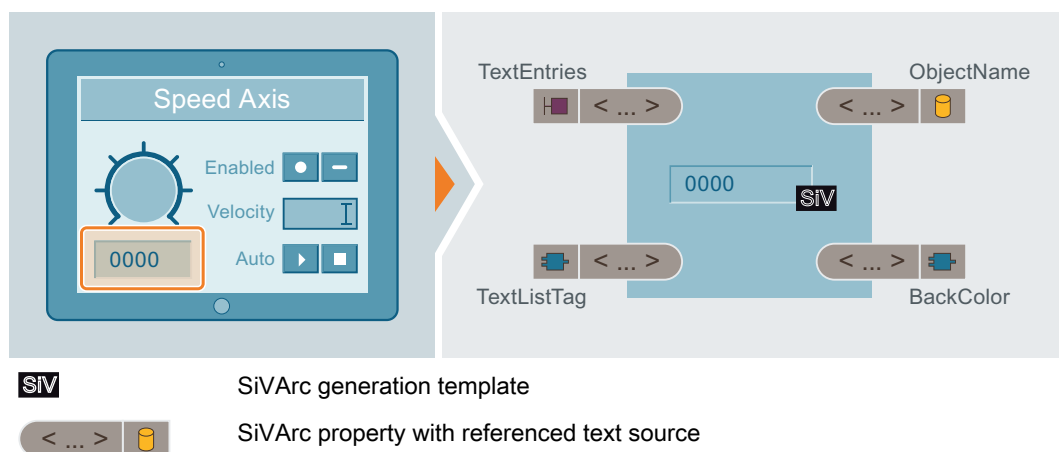 Speed Axis
Enabled
Velocity
0000
Auto
TextEntries
ObjectName
< ... >
< ... >
0000
SiV
< ... >
< ... >
TextListTag
BackColor
SiV SiVArc generation template
< ... > SiVArc property with referenced text source